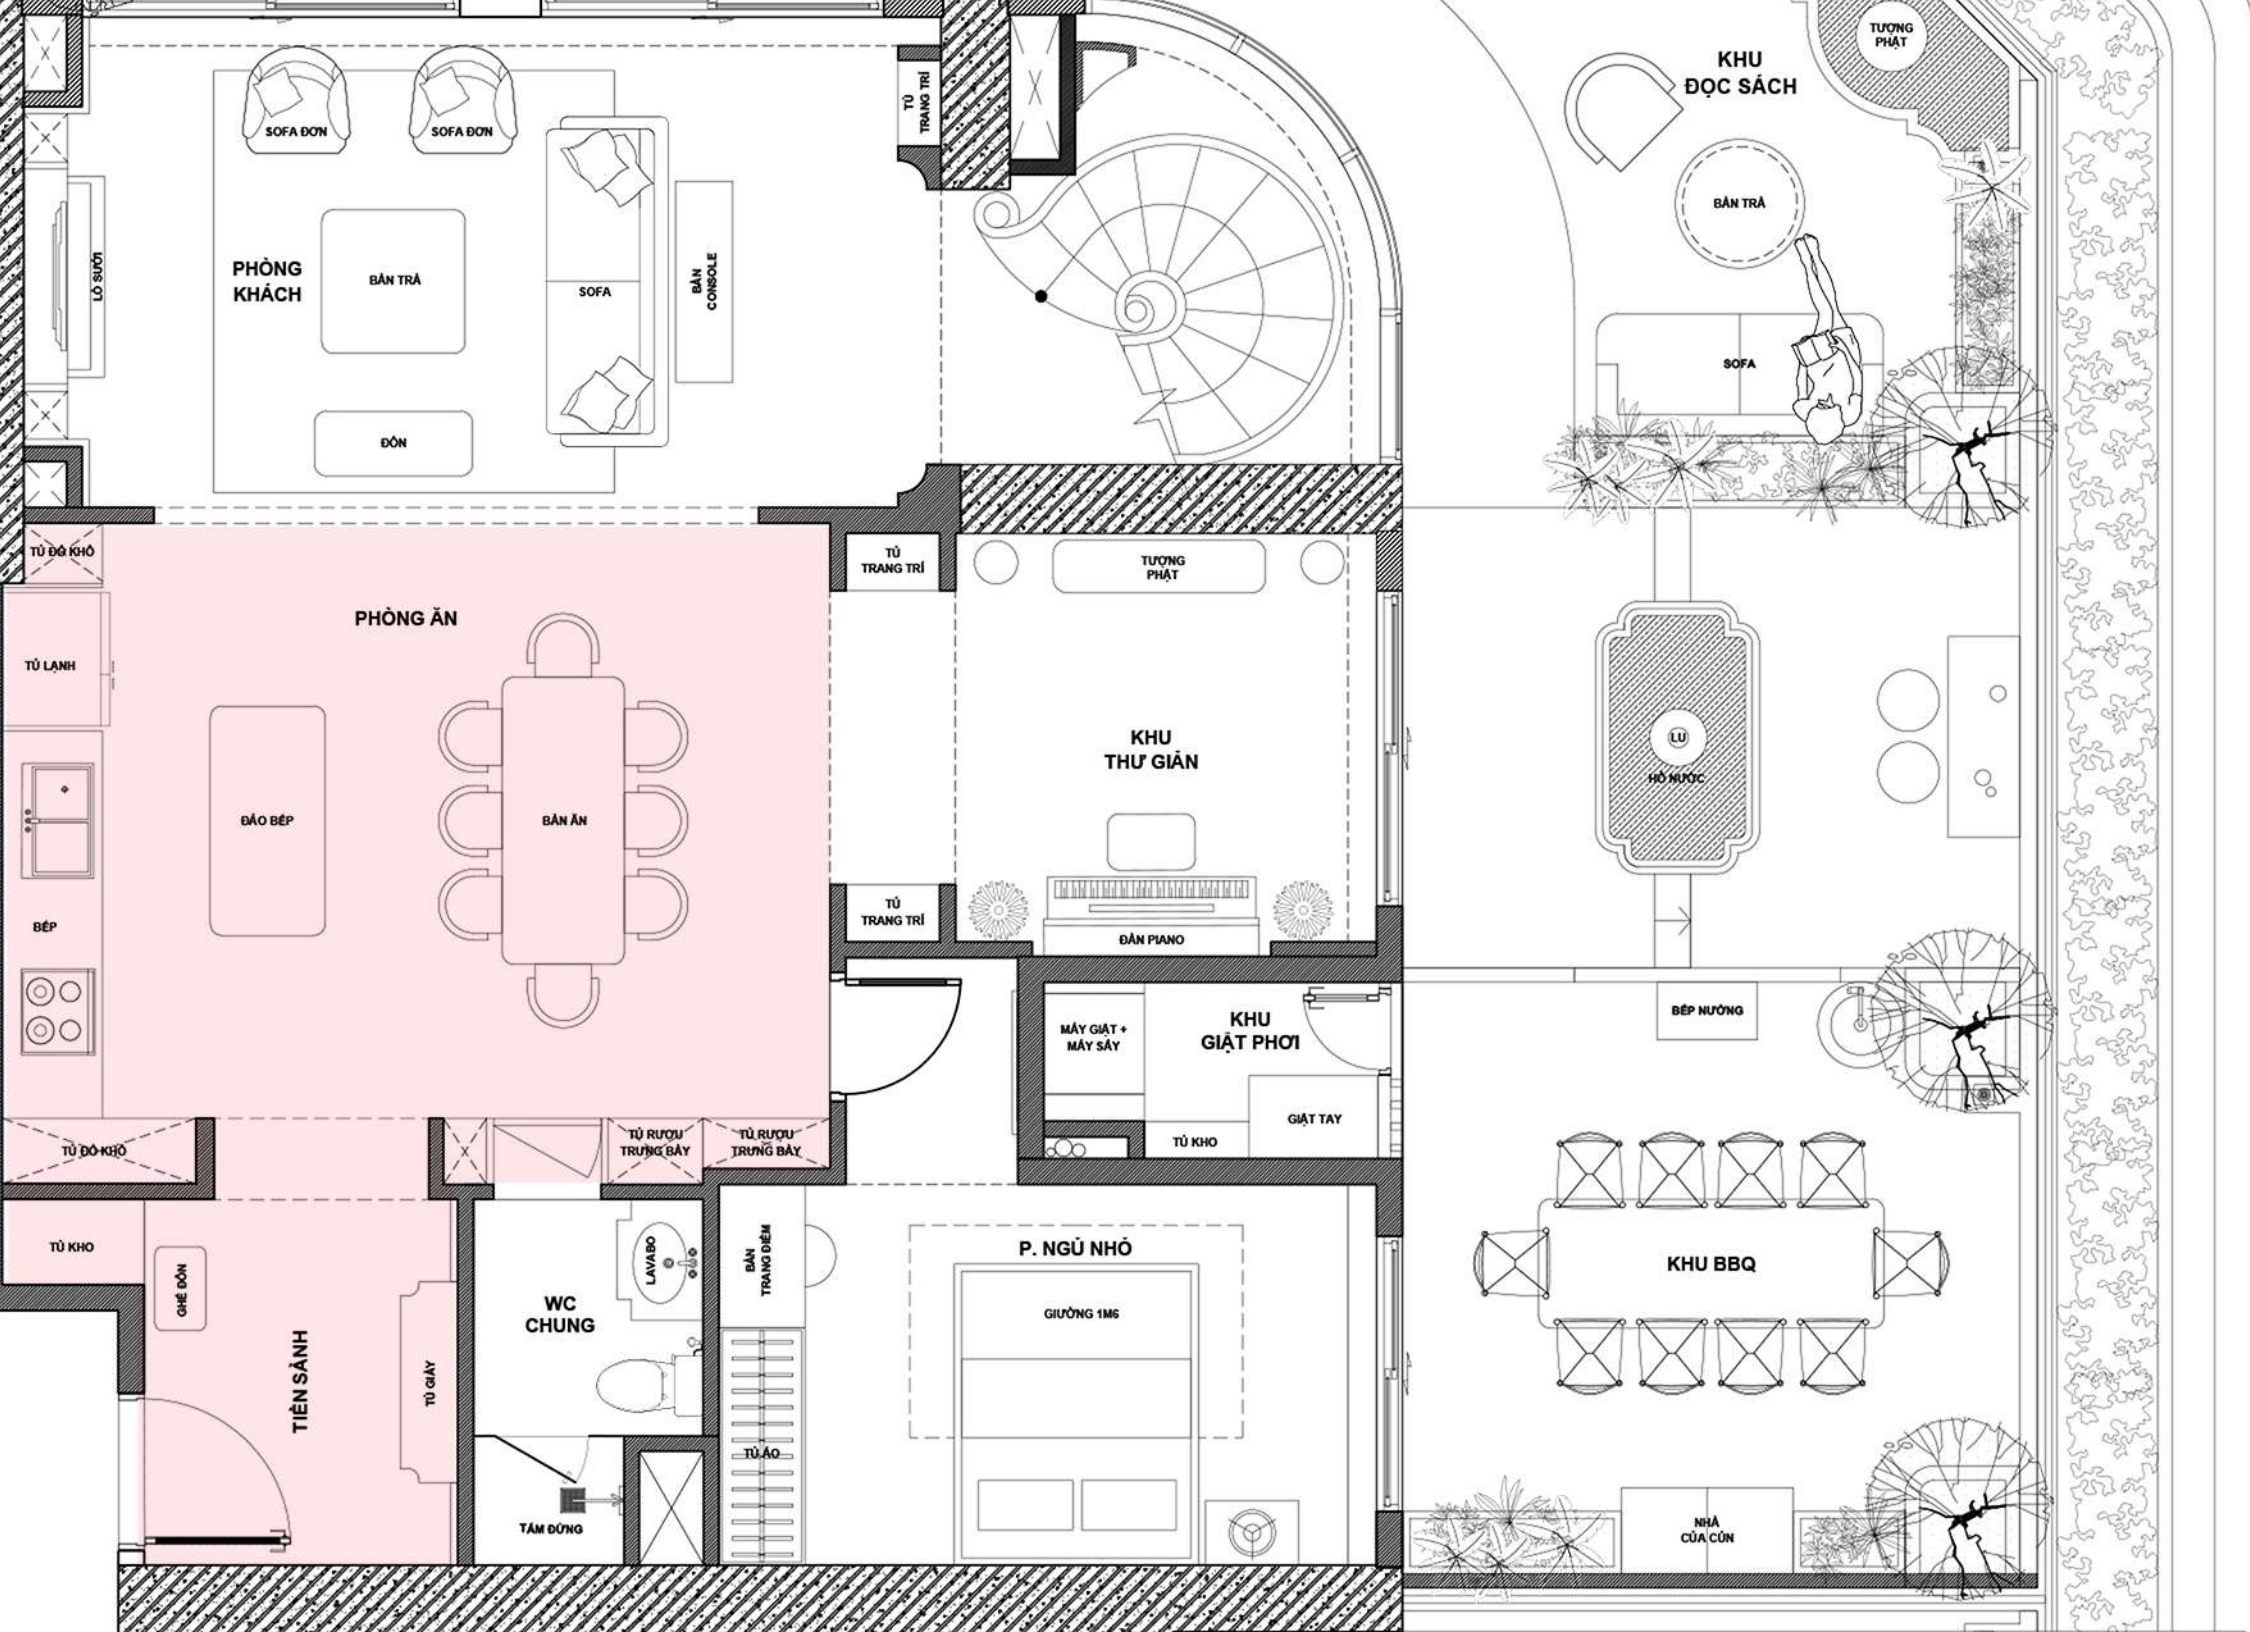 TƯỢNG
PHẬT
KHU
ĐỌC SÁCH
TỦ
TRANG TRÍ
SOFA ĐƠN
SOFA ĐƠN
BÀN TRÀ
PHÒNG
KHÁCH
BÀN TRÀ
SOFA
BÀN
CONSOLE
LÒ SƯỞI
SOFA
ĐÔN
TỦ ĐỒ KHÔ
TỦ
TRANG TRÍ
TƯỢNG
PHẬT
PHÒNG ĂN
TỦ LẠNH
KHU
THƯ GIÃN
LU
HỒ NƯỚC
ĐẢO BẾP
BÀN ĂN
BẾP
TỦ
TRANG TRÍ
ĐÀN PIANO
BẾP NƯỚNG
MÁY GIẶT +
MÁY SẤY
KHU
GIẶT PHƠI
GIẶT TAY
TỦ KHO
TỦ ĐỒ KHÔ
TỦ RƯỢU
TRƯNG BÀY
TỦ RƯỢU
TRƯNG BÀY
TỦ KHO
GHẾ ĐÔN
LAVABO
BÀN
TRANG ĐIỂM
P. NGỦ NHỎ
KHU BBQ
WC
CHUNG
GIƯỜNG 1M6
TIỀN SẢNH
TỦ GIÀY
TỦ ÁO
TẮM ĐỨNG
NHÀ
CỦA CÚN